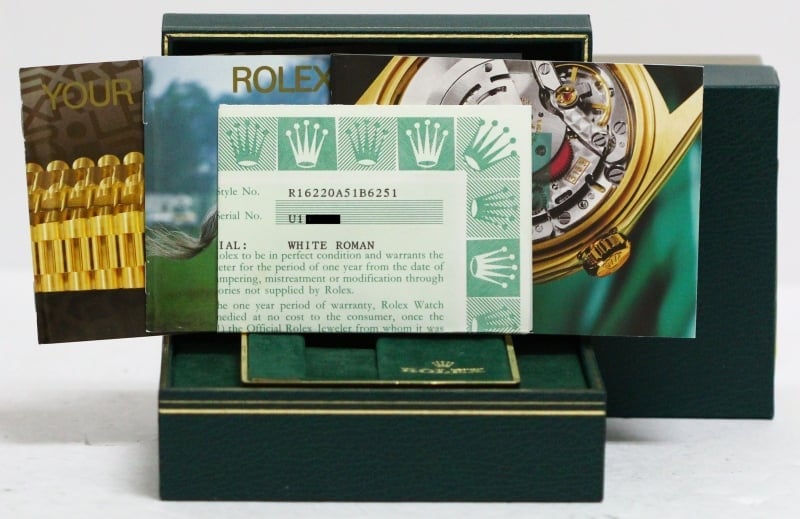 YOUR
ROLEX
Style No. R16220A51B6251
Serial No. U1
IAL: WHITE ROMAN
olex to be in perfect condition and warrants the
eter for the period of one year from the date of
mpering, mistreatment or modification through
ories not supplied by Rolex.
he one year period of warranty, Rolex Watch
medied at no cost to the consumer, once the
l) the Official Rolex Jeweler from whom it was
ROLEX